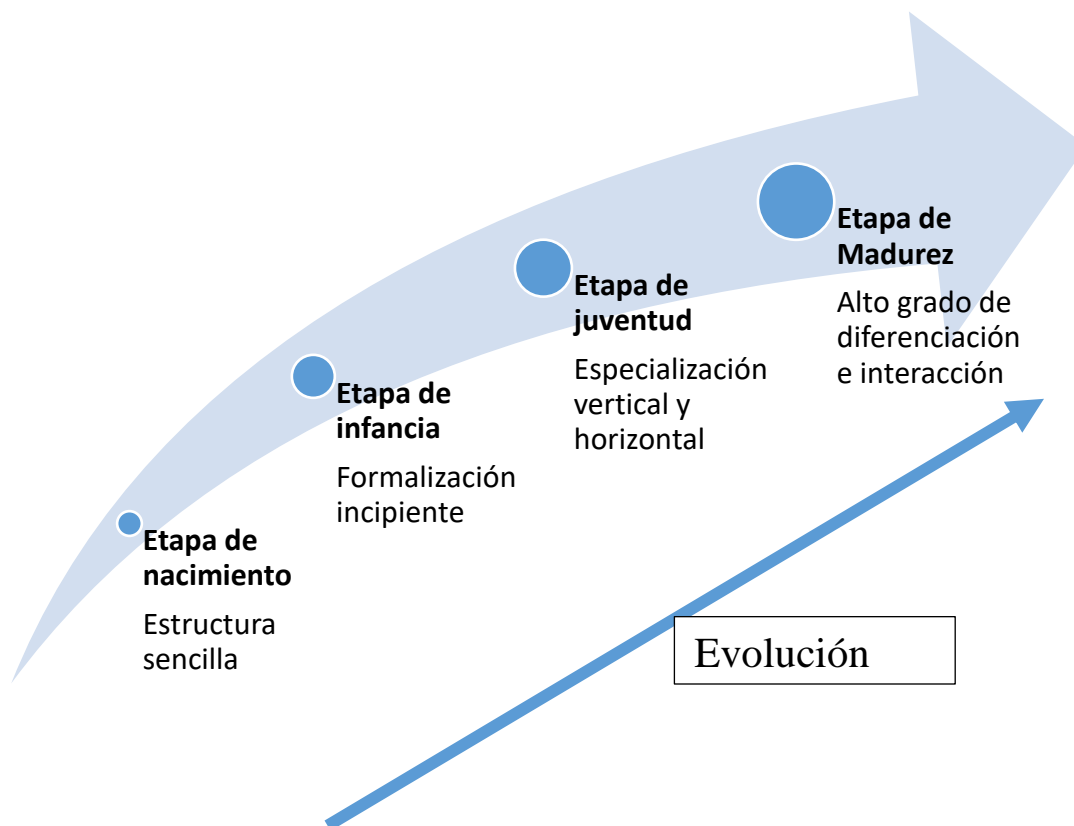 Etapa de
nacimiento
Estructura
sencilla
Etapa de
infancia
Formalización
incipiente
Etapa de
juventud
Especialización
vertical y
horizontal
Etapa de
Madurez
Alto grado de
diferenciación
e interacción
Evolución